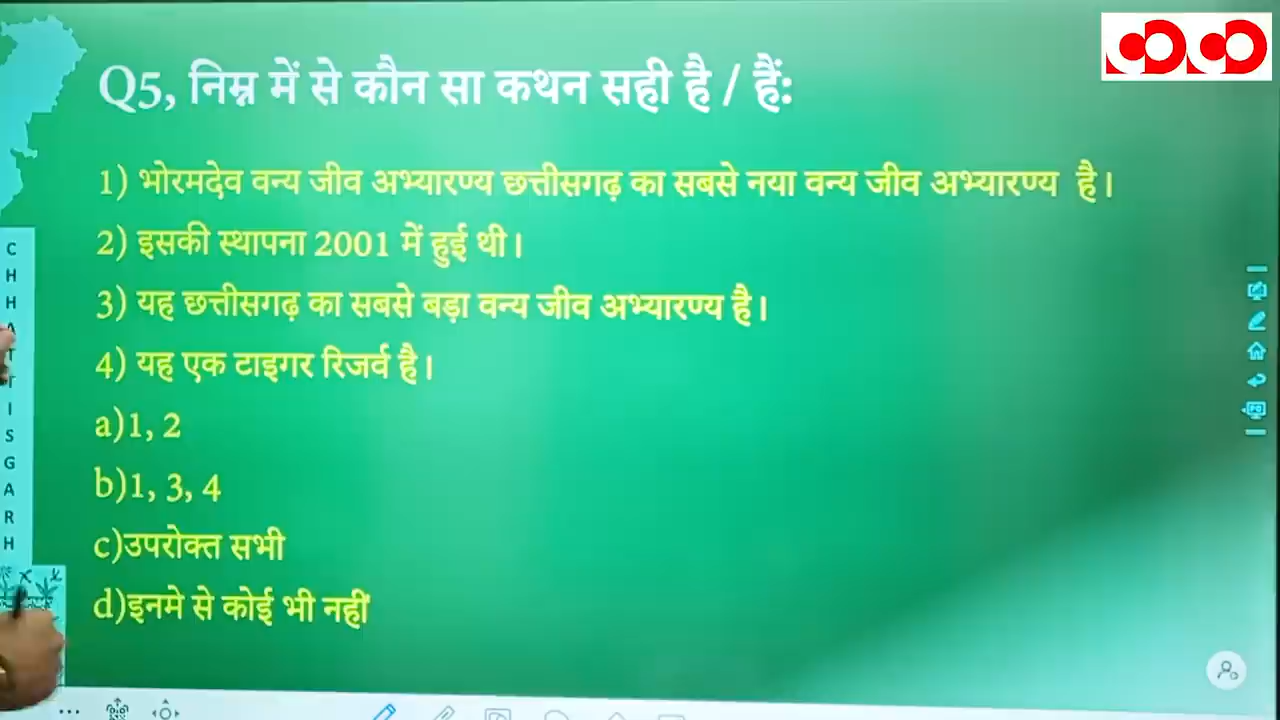 Q5, निम्न में से कौन सा कथन सही है / हैं:
1) भोरमदेव वन्य जीव अभ्यारण्य छत्तीसगढ़ का सबसे नया वन्य जीव अभ्यारण्य है।
2) इसकी स्थापना 2001 में हुई थी।
3) यह छत्तीसगढ़ का सबसे बड़ा वन्य जीव अभ्यारण्य है।
4) यह एक टाइगर रिजर्व है।
a)1, 2
b)1, 3, 4
c)उपरोक्त सभी
d)इनमे से कोई भी नहीं
CHHATTISGARH